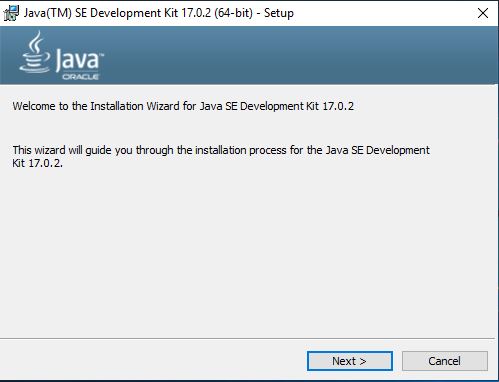 Java(TM) SE Development Kit 17.0.2 (64-bit) - Setup
Java™
ORACLE
Welcome to the Installation Wizard for Java SE Development Kit 17.0.2
This wizard will guide you through the installation process for the Java SE Development
Kit 17.0.2.
Next >
Cancel